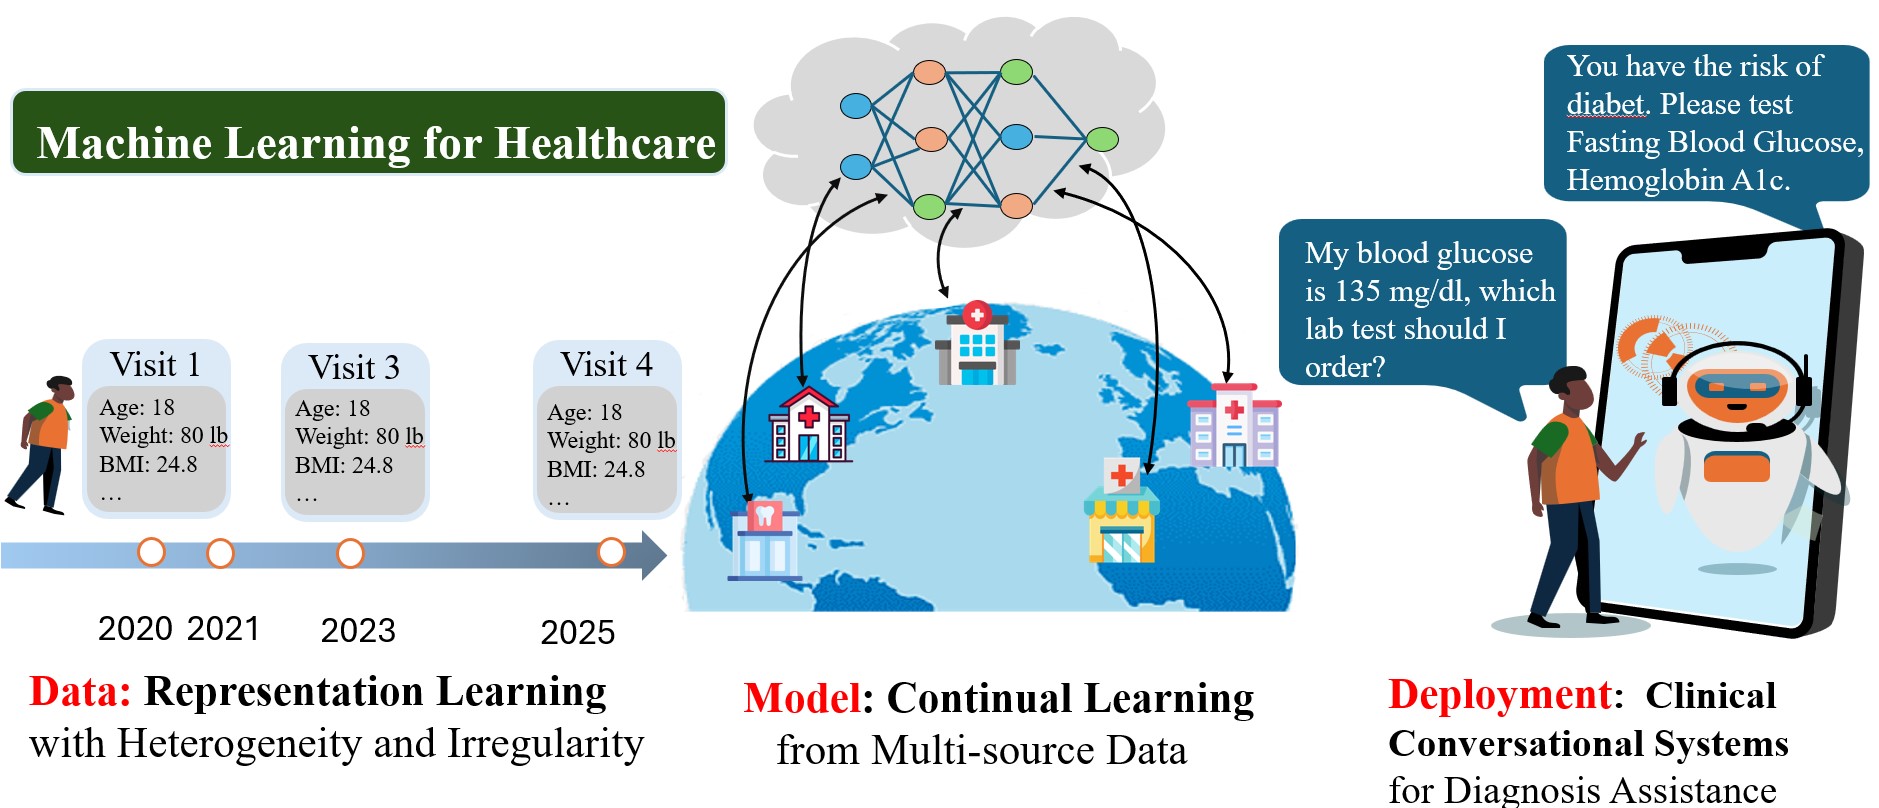 Machine Learning for Healthcare
Visit 1
Age: 18
Weight: 80 lb
BMI: 24.8
…
Visit 3
Age: 18
Weight: 80 lb
BMI: 24.8
…
Visit 4
Age: 18
Weight: 80 lb
BMI: 24.8
…
2020 2021 2023 2025
Data: Representation Learning
with Heterogeneity and Irregularity
Model: Continual Learning
from Multi-source Data
You have the risk of
diabet. Please test
Fasting Blood Glucose,
Hemoglobin A1c.
My blood glucose
is 135 mg/dl, which
lab test should I
order?
Deployment: Clinical
Conversational Systems
for Diagnosis Assistance